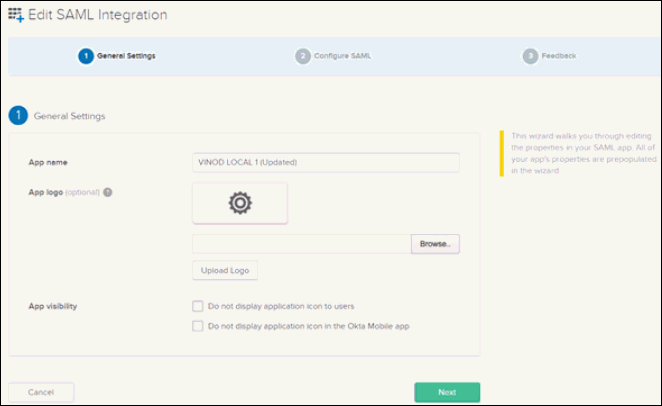 Edit SAML Integration
1 General Settings
2 Configure SAML
3 Feedback
1 General Settings
This wizard walks you through editing
the properties in your SAML app. All of
your app's properties are prepopulated
in the wizard
App name
VINOD LOCAL 1 (Updated)
App logo (optional) ?
Browse..
Upload Logo
App visibility
Do not display application icon to users
Do not display application icon in the Okta Mobile app
Cancel
Next